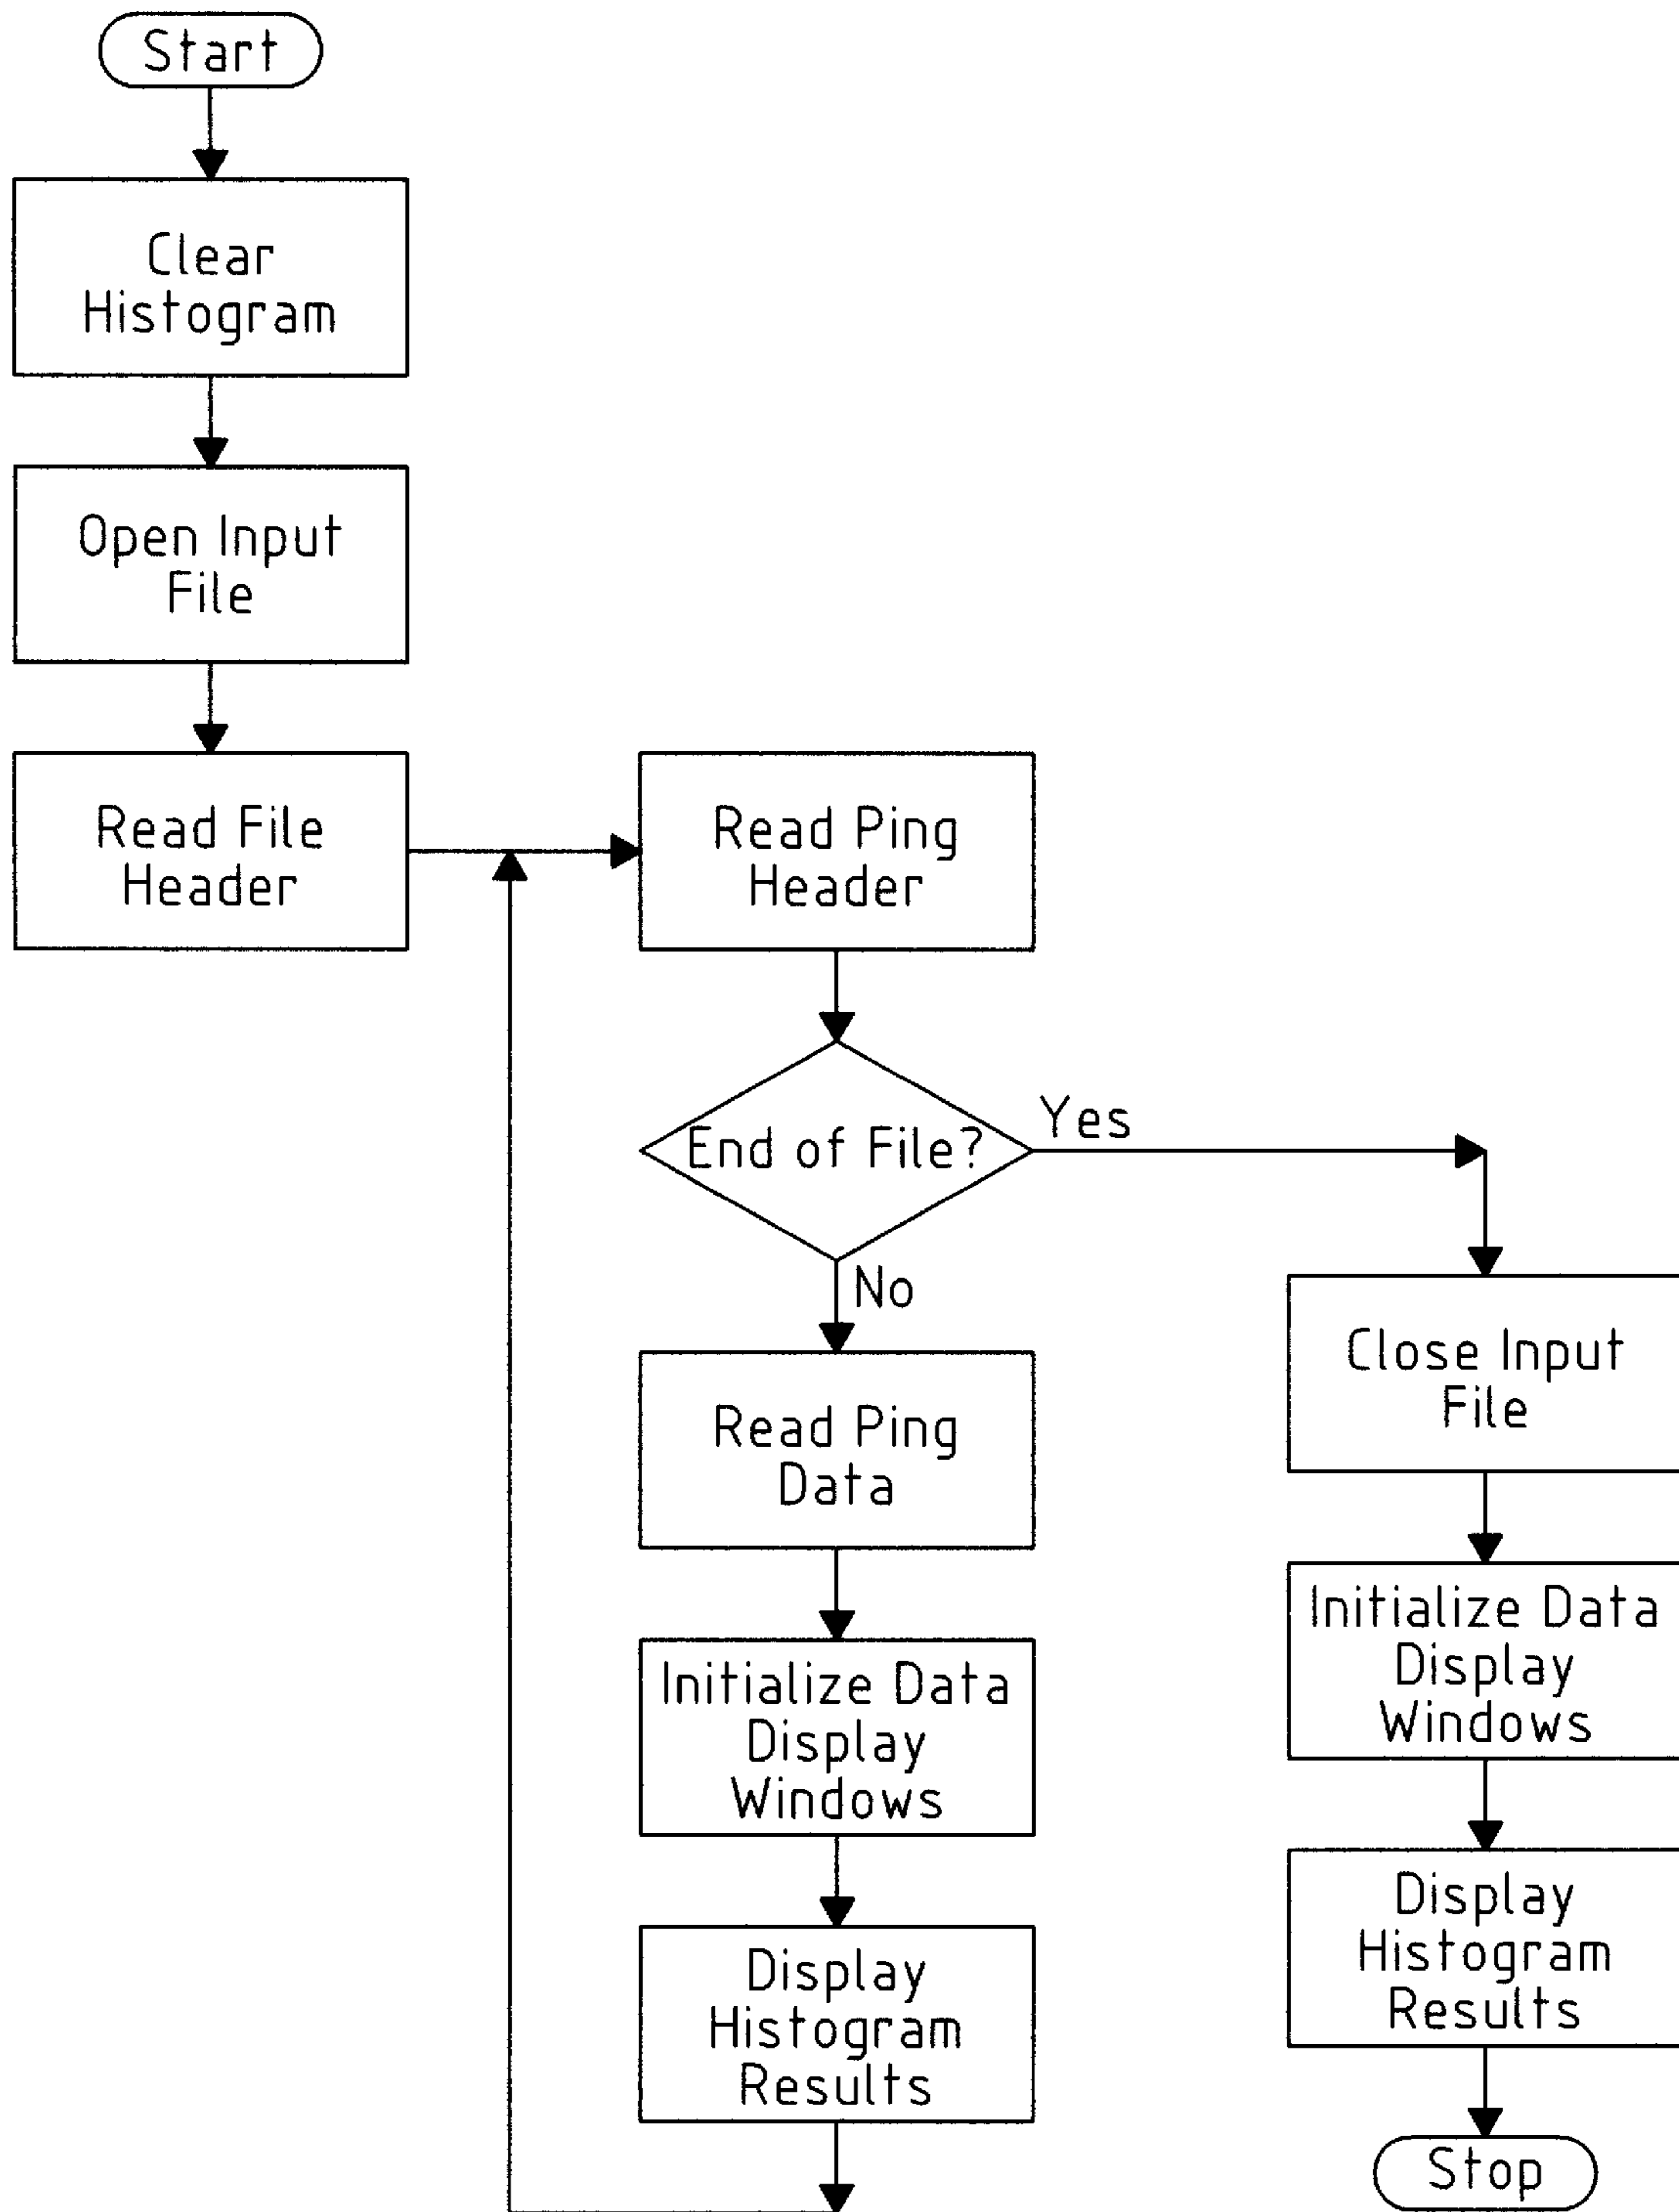 Start
Clear
Histogram
Open Input
File
Read File
Header
Read Ping
Header
End of File?
Yes
No
Read Ping
Data
Initialize Data
Display
Windows
Display
Histogram
Results
Close Input
File
Initialize Data
Display
Windows
Display
Histogram
Results
Stop